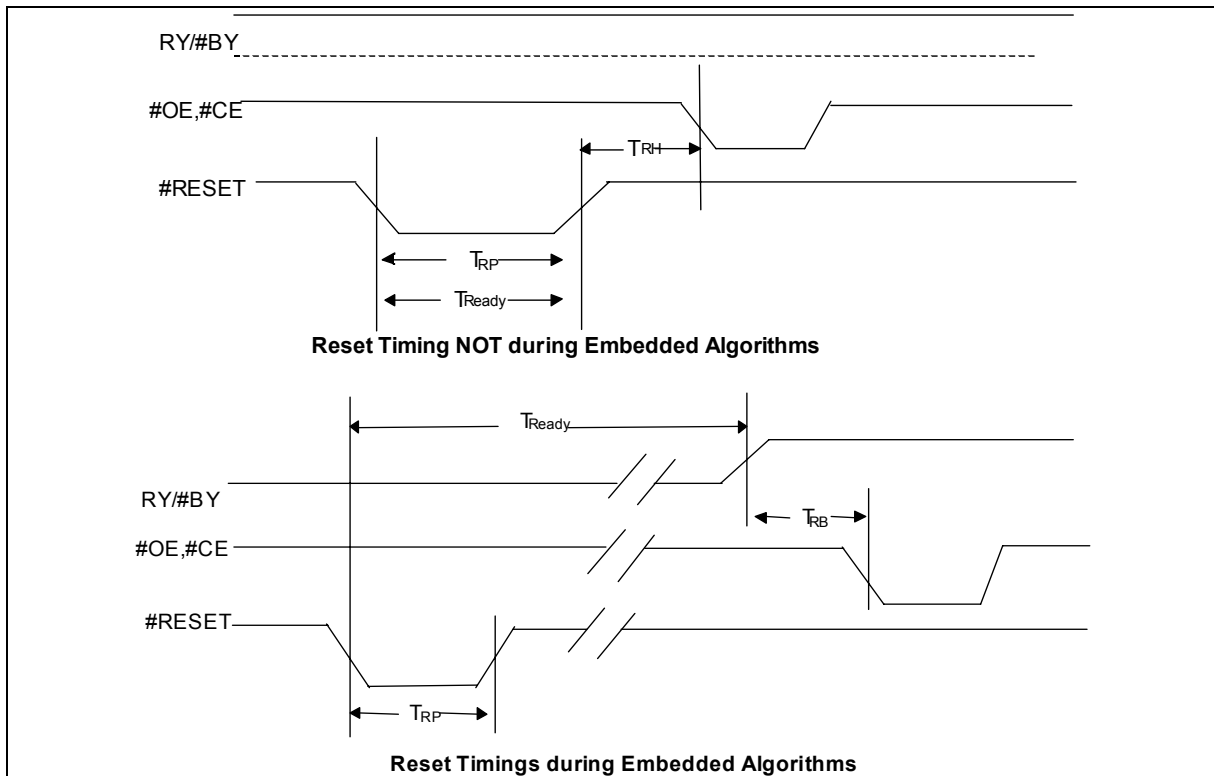 RY/#BY
#OE,#CE
TRH
#RESET
TRP
TReady
Reset Timing NOT during Embedded Algorithms
TReady
RY/#BY
TRB
#OE,#CE
#RESET
TRP
Reset Timings during Embedded Algorithms